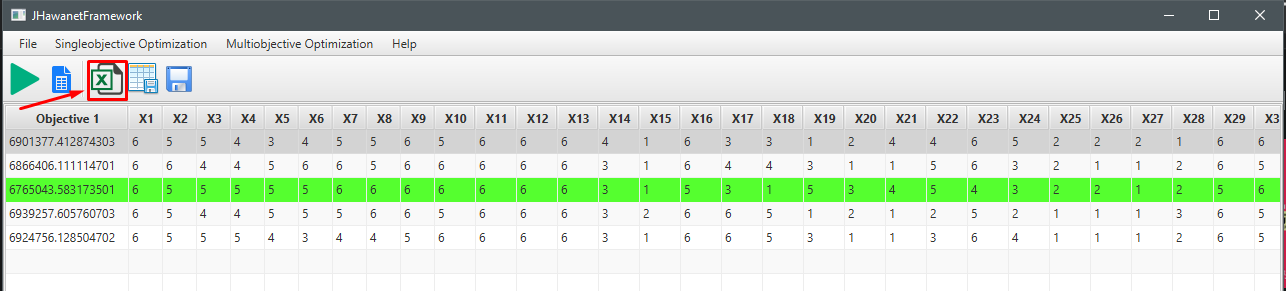 JHawanetFramework
File Singleobjective Optimization Multiobjective Optimization Help
Objective 1 X1 X2 X3 X4 X5 X6 X7 X8 X9 X10 X11 X12 X13 X14 X15 X16 X17 X18 X19 X20 X21 X22 X23 X24 X25 X26 X27 X28 X29 X3
6901377.412874303 6 5 5 4 3 4 5 5 6 5 6 6 6 4 1 6 3 3 1 2 4 4 6 5 2 2 2 1 6 6
6866406.111114701 6 6 4 4 5 6 6 5 6 6 6 6 6 3 1 6 4 4 3 1 1 5 6 3 2 1 1 2 6 5
6765043.583173501 6 5 5 5 5 5 6 6 6 6 6 6 6 3 1 5 3 1 5 3 4 5 4 3 2 2 1 2 5 6
6939257.605760703 6 5 4 4 5 5 5 6 6 5 6 6 6 3 2 6 6 5 1 2 1 2 5 2 1 1 1 3 6 5
6924756.128504702 6 5 5 5 4 3 4 4 5 6 6 6 6 3 1 6 6 5 3 1 1 3 6 4 1 1 1 2 6 5